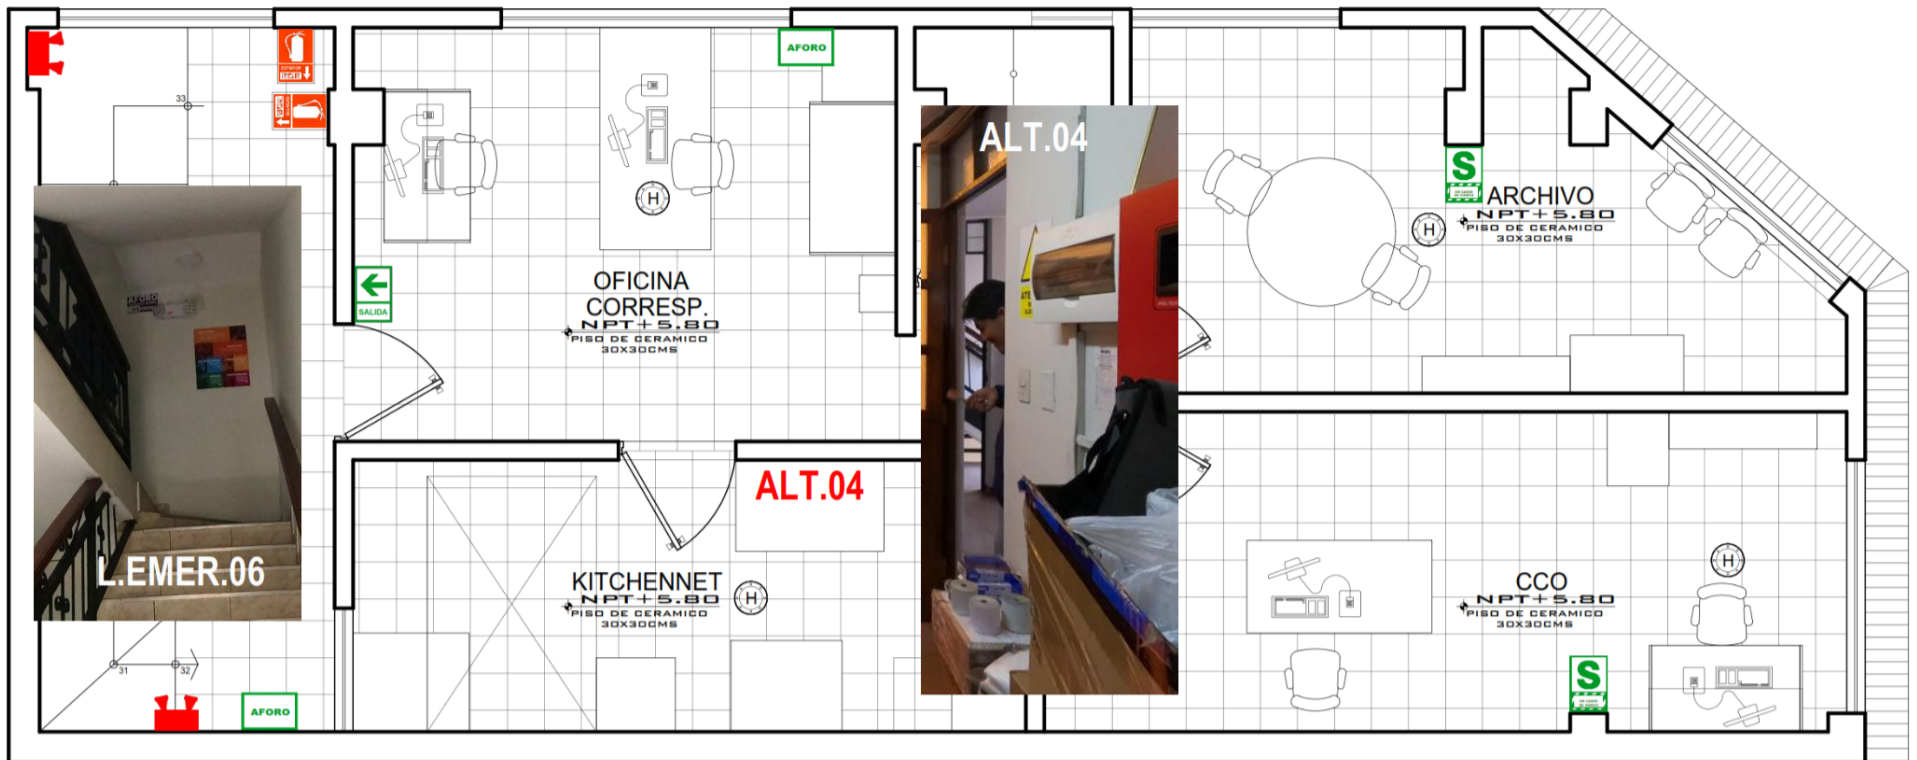 AFORO
33
ALT.04
S
ARCHIVO
NPT+5.80
PISO DE CERAMICO
30X30CMS
H
H
OFICINA
CORRESP.
NPT+5.80
PISO DE CERAMICO
30X30CMS
SALIDA
AFORO
ALT.04
L.EMER.06
KITCHENNET
NPT+5.80
PISO DE CERAMICO
30X30CMS
H
CCO
NPT+5.80
PISO DE CERAMICO
30X30CMS
H
31
32
S
AFORO